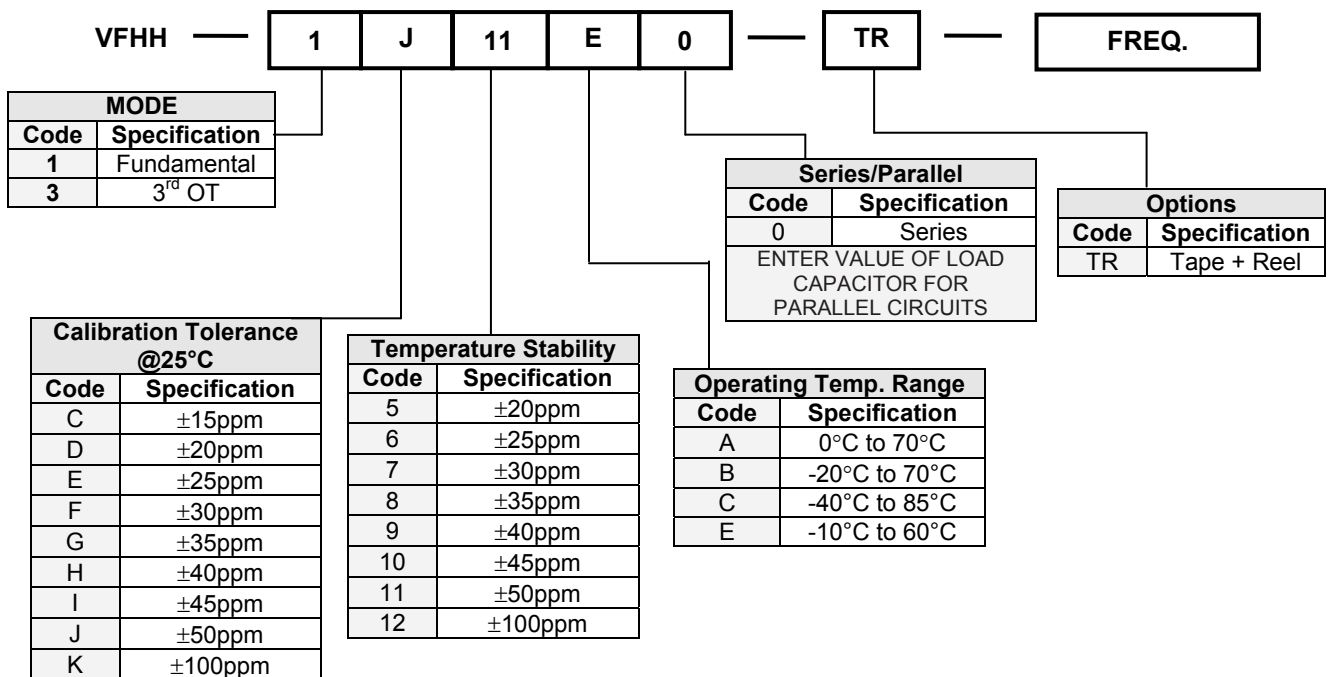 VFHH — 1 J 11 E 0 — TR — FREQ.
MODE
Code Specification
1 Fundamental
3 3rd OT
Series/Parallel
Code Specification
0 Series
ENTER VALUE OF LOAD
CAPACITOR FOR
PARALLEL CIRCUITS
Options
Code Specification
TR Tape + Reel
Calibration Tolerance
@25°C
Code Specification
C ±15ppm
D ±20ppm
E ±25ppm
F ±30ppm
G ±35ppm
H ±40ppm
I ±45ppm
J ±50ppm
K ±100ppm
Temperature Stability
Code Specification
5 ±20ppm
6 ±25ppm
7 ±30ppm
8 ±35ppm
9 ±40ppm
10 ±45ppm
11 ±50ppm
12 ±100ppm
Operating Temp. Range
Code Specification
A 0°C to 70°C
B -20°C to 70°C
C -40°C to 85°C
E -10°C to 60°C